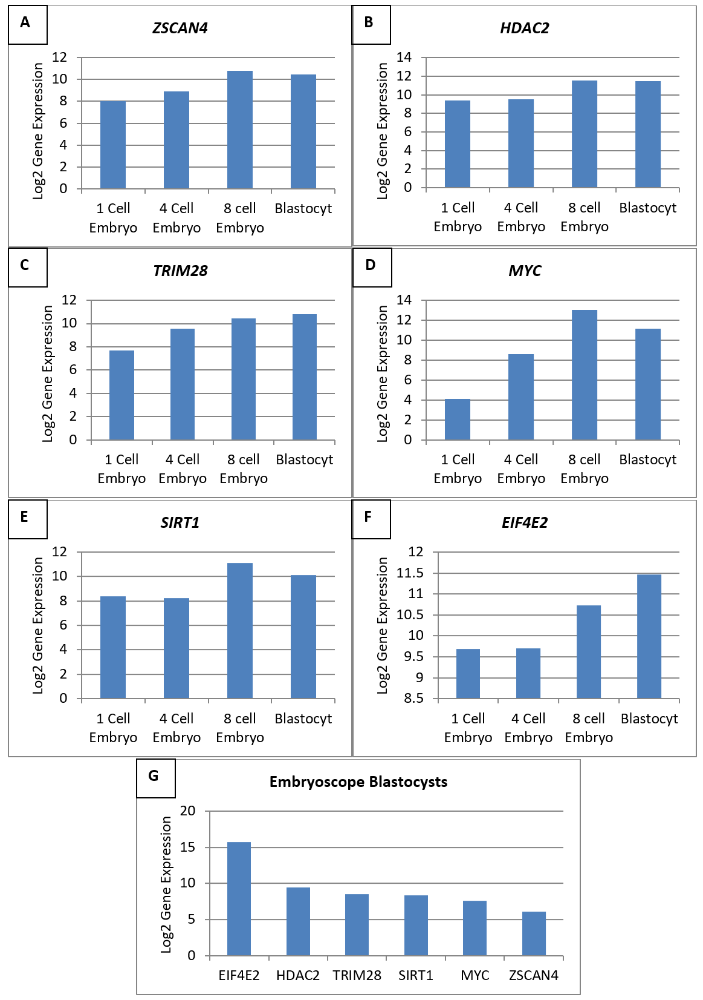 A
ZSCAN4
Log2 Gene Expression
12
10
8
6
4
2
0
1 Cell Embryo
4 Cell Embryo
8 cell Embryo
Blastocyt
B
HDAC2
Log2 Gene Expression
14
12
10
8
6
4
2
0
1 Cell Embryo
4 Cell Embryo
8 cell Embryo
Blastocyt
C
TRIM28
Log2 Gene Expression
12
10
8
6
4
2
0
1 Cell Embryo
4 Cell Embryo
8 cell Embryo
Blastocyt
D
MYC
Log2 Gene Expression
14
12
10
8
6
4
2
0
1 Cell Embryo
4 Cell Embryo
8 cell Embryo
Blastocyt
E
SIRT1
Log2 Gene Expression
12
10
8
6
4
2
0
1 Cell Embryo
4 Cell Embryo
8 cell Embryo
Blastocyt
F
EIF4E2
Log2 Gene Expression
12
11.5
11
10.5
10
9.5
9
8.5
1 Cell Embryo
4 Cell Embryo
8 cell Embryo
Blastocyt
G
Embryoscope Blastocysts
Log2 Gene Expression
20
15
10
5
0
EIF4E2 HDAC2 TRIM28 SIRT1 MYC ZSCAN4